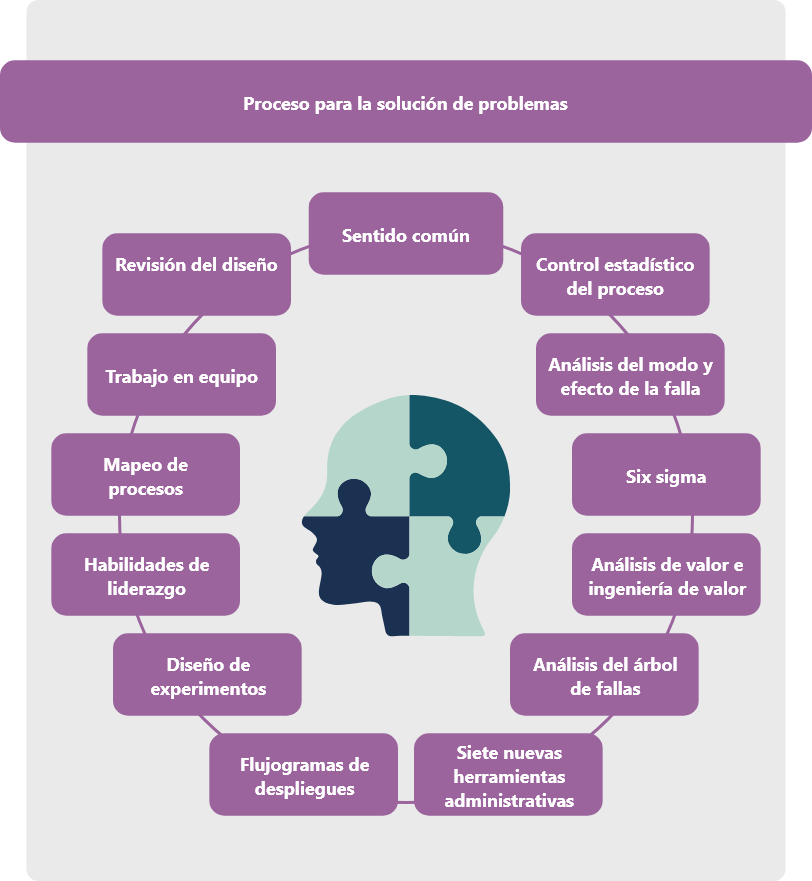 Proceso para la solución de problemas
Sentido común
Control estadístico
del proceso
Análisis del modo y
efecto de la falla
Six sigma
Análisis de valor e
ingeniería de valor
Análisis del árbol
de fallas
Siete nuevas
herramientas
administrativas
Flujogramas de
despliegues
Diseño de
experimentos
Habilidades de
liderazgo
Mapeo de
procesos
Trabajo en equipo
Revisión del diseño